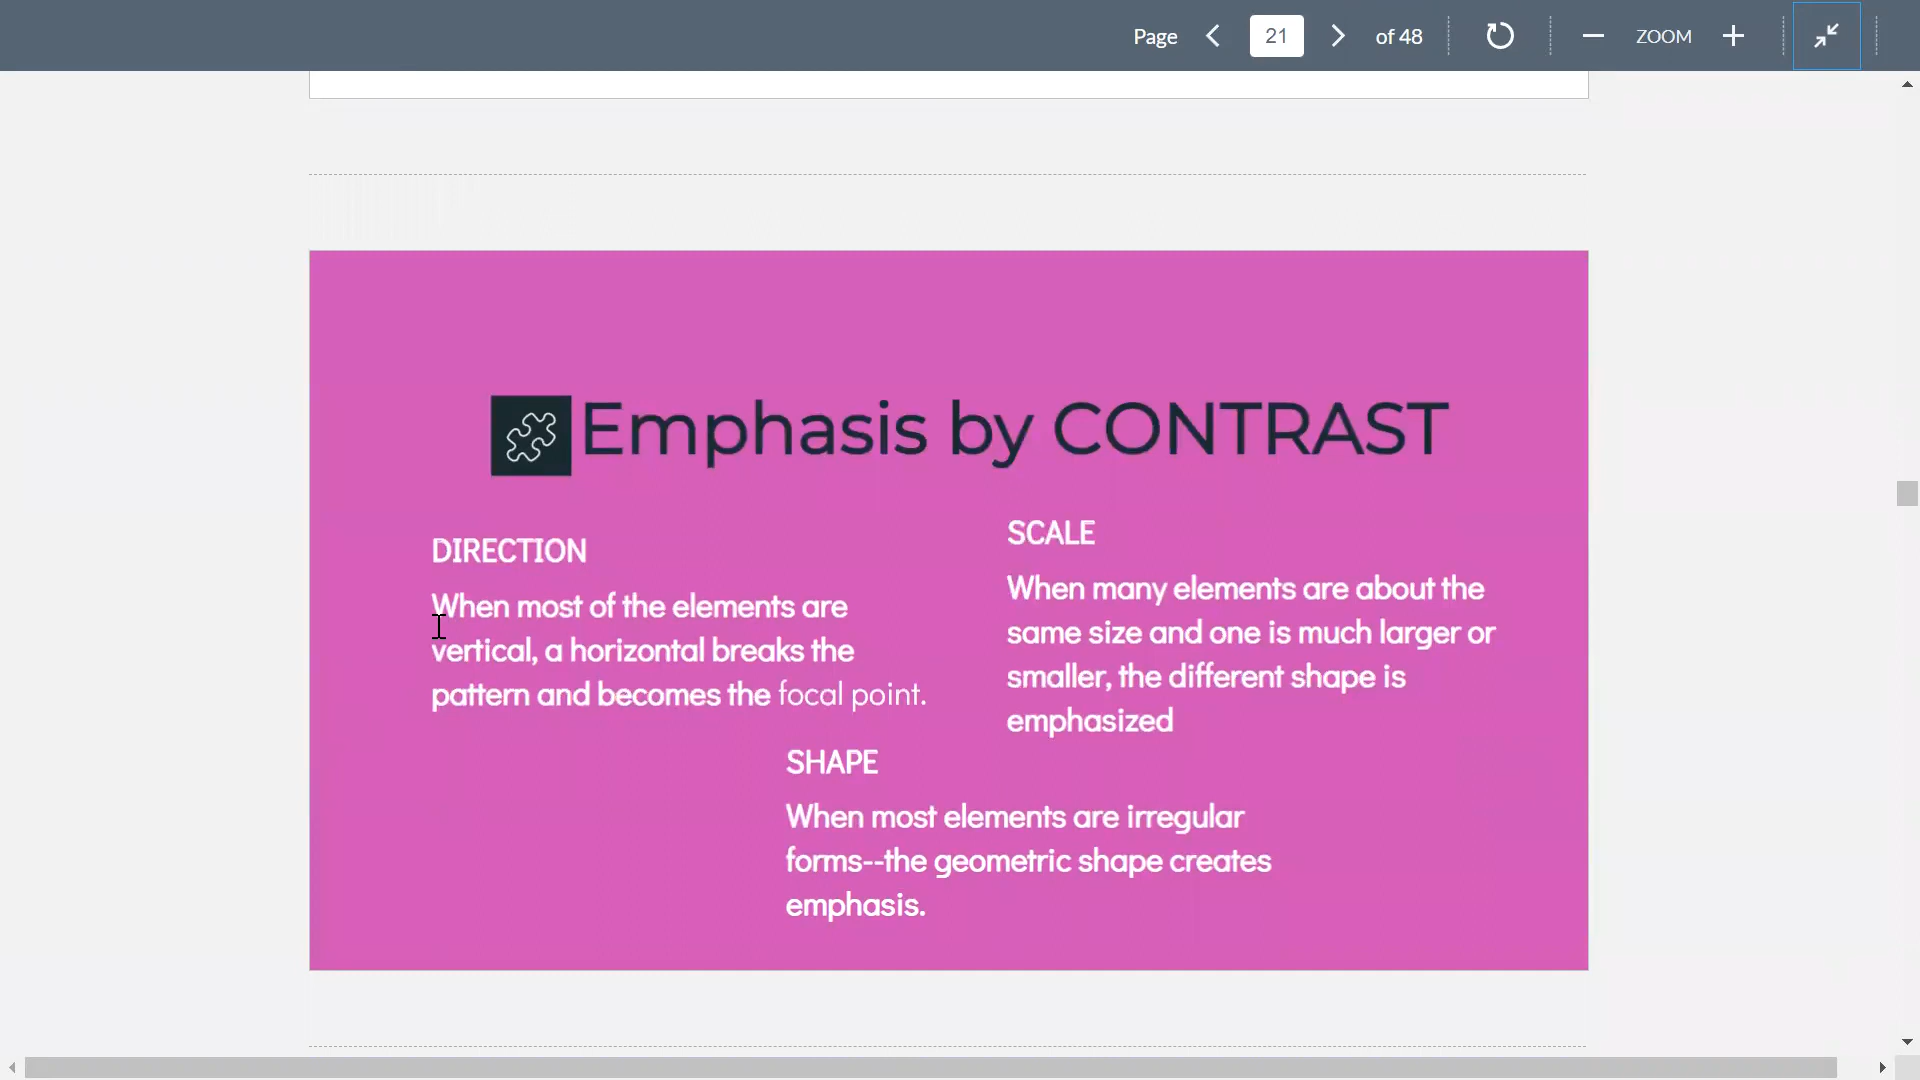 Page 21 of 48 ZOOM
Emphasis by CONTRAST
DIRECTION
When most of the elements are
vertical, a horizontal breaks the
pattern and becomes the focal point.
SCALE
When many elements are about the
same size and one is much larger or
smaller, the different shape is
emphasized
SHAPE
When most elements are irregular
forms--the geometric shape creates
emphasis.